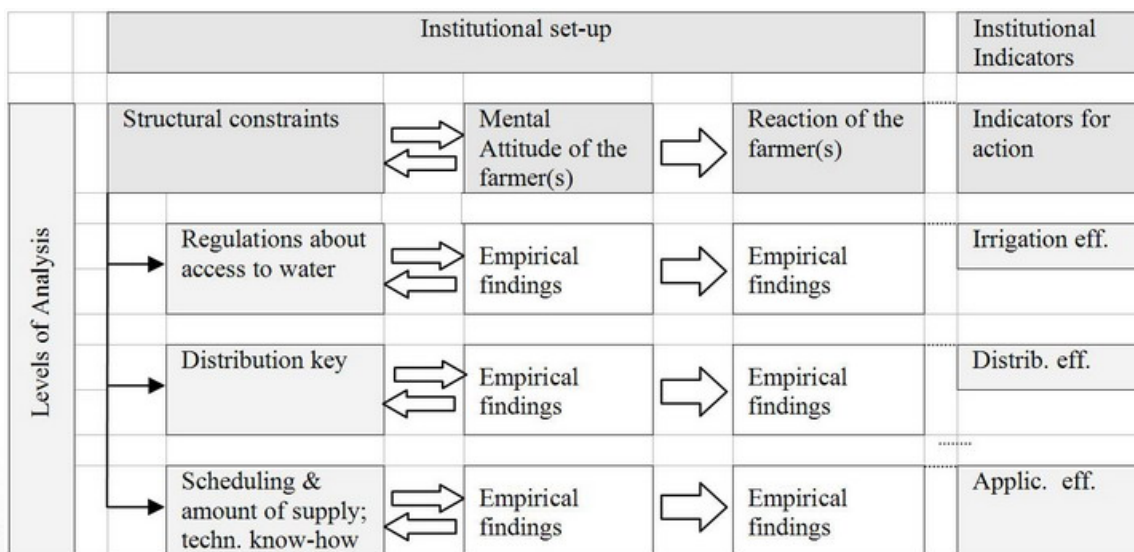 Institutional set-up
Institutional
Indicators
Structural constraints
Mental
Attitude of the
farmer(s)
Reaction of the
farmer(s)
Indicators for
action
Levels of Analysis
Regulations about
access to water
Empirical
findings
Empirical
findings
Irrigation eff.
Distribution key
Empirical
findings
Empirical
findings
Distrib. eff.
Scheduling &
amount of supply;
techn. know-how
Empirical
findings
Empirical
findings
Applic. eff.